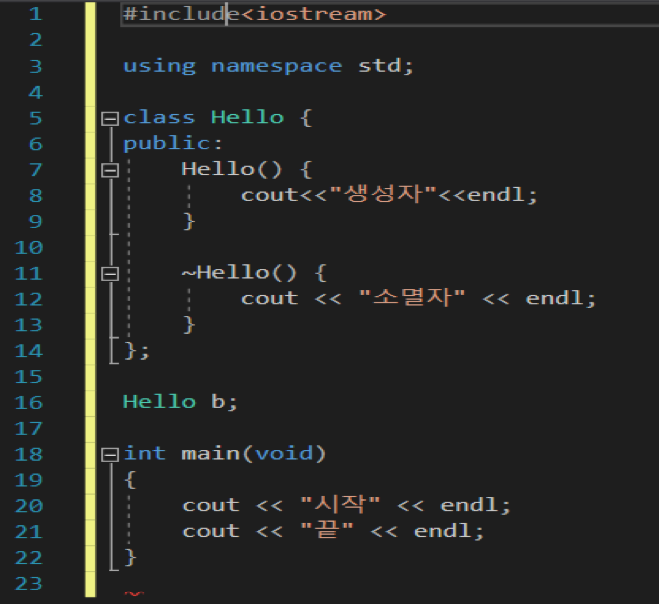 1 #include<iostream>
2
3 using namespace std;
4
5 class Hello {
6 public:
7 Hello() {
8 cout<<"생성자"<<endl;
9 }
10
11 ~Hello() {
12 cout << "소멸자" << endl;
13 }
14 };
15
16 Hello b;
17
18 int main(void)
19 {
20 cout << "시작" << endl;
21 cout << "끝" << endl;
22 }
23